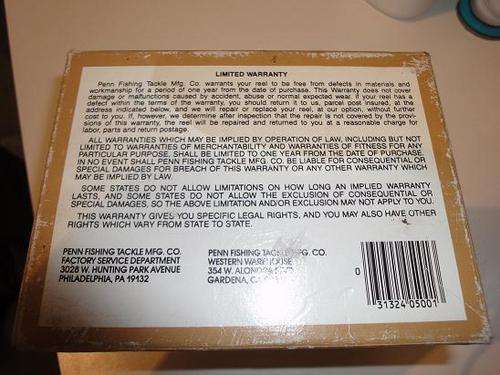 LIMITED WARRANTY
Penn Fishing Tackle Mfg. Co. warrants your reel to be free from defects in materials and
workmanship for a period of one year from the date of purchase. This Warranty does not cover
damage or malfunctions caused by accident, abuse or normal expected wear. If your reel has a
defect within the terms of the warranty, you should return it to us, parcel post insured, at the
address indicated below, and we will repair or replace your reel, at our option, without further
cost to you. If, however, we determine after inspection that the repair is not covered by the provi-
sions of this warranty, the reel will be repaired and returned to you at a reasonable charge for
labor, parts and return postage.
ALL WARRANTIES WHICH MAY BE IMPLIED BY OPERATION OF LAW, INCLUDING BUT NOT
LIMITED TO WARRANTIES OF MERCHANTABILITY AND WARRANTIES OF FITNESS FOR ANY
PARTICULAR PURPOSE, SHALL BE LIMITED TO ONE YEAR FROM THE DATE OF PURCHASE
IN NO EVENT SHALL PENN FISHING TACKLE MFG. CO. BE LIABLE FOR CONSEQUENTIAL OR
SPECIAL DAMAGES FOR BREACH OF THIS WARRANTY OR ANY OTHER WARRANTY WHICH
MAY BE IMPLIED BY LAW.
SOME STATES DO NOT ALLOW LIMITATIONS ON HOW LONG AN IMPLIED WARRANTY
LASTS, AND SOME STATES DO NOT ALLOW THE EXCLUSION OF CONSEQUENTIAL OR
SPECIAL DAMAGES, SO THE ABOVE LIMITATION AND/OR EXCLUSION MAY NOT APPLY TO YOU.
THIS WARRANTY GIVES YOU SPECIFIC LEGAL RIGHTS, AND YOU MAY ALSO HAVE OTHER
RIGHTS WHICH VARY FROM STATE TO STATE.
PENN FISHING TACKLE MFG. CO.
FACTORY SERVICE DEPARTMENT
3028 W. HUNTING PARK AVENUE
PHILADELPHIA, PA 19132
PENN FISHING TACKLE MFG. CO.
WESTERN WAREHOUSE
354 W.
GARDENA,
0 31324 05001